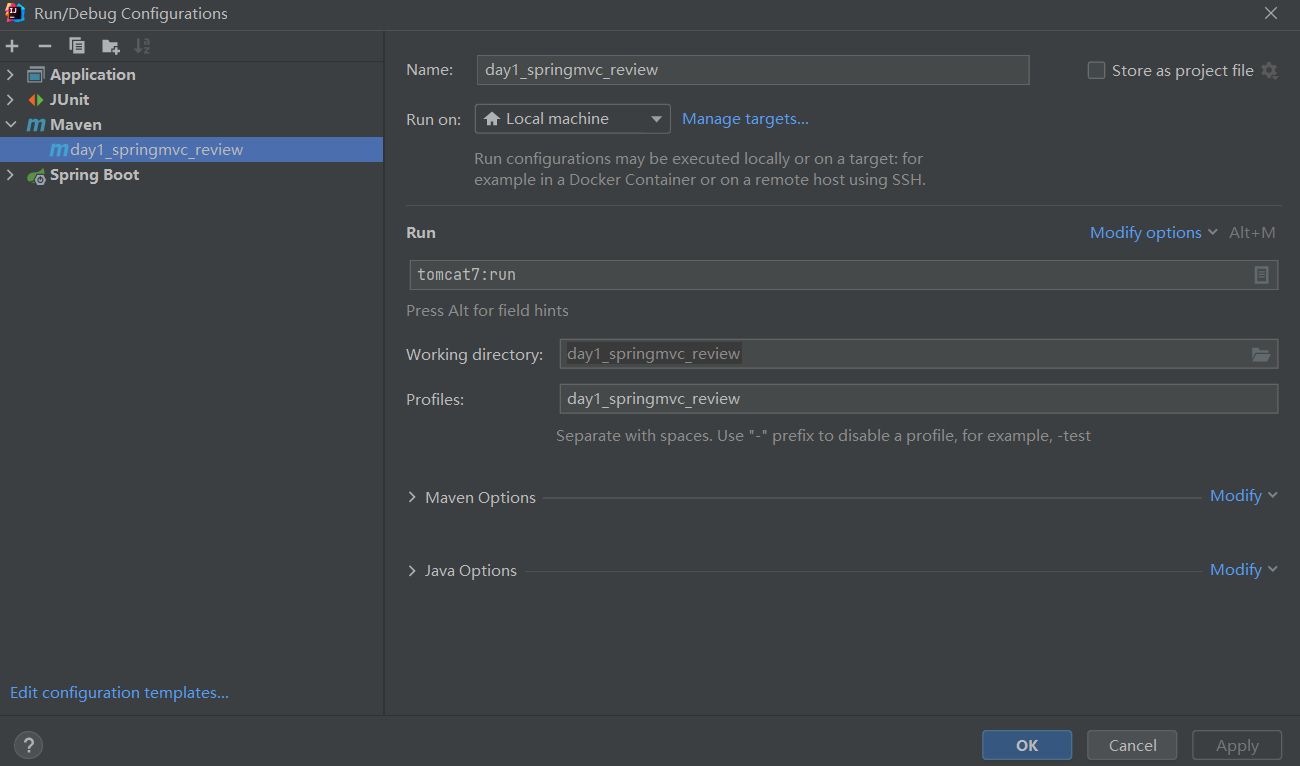 Run/Debug Configurations
Application
JUnit
Maven
day1_springmvc_review
Spring Boot
Edit configuration templates...
Name:
day1_springmvc_review
Store as project file
Run on:
Local machine
Manage targets...
Run configurations may be executed locally or on a target: for
example in a Docker Container or on a remote host using SSH.
Run
Modify options
Alt+M
tomcat7:run
Press Alt for field hints
Working directory:
day1_springmvc_review
Profiles:
day1_springmvc_review
Separate with spaces. Use "-" prefix to disable a profile, for example, -test
Maven Options
Modify
Java Options
Modify
?
OK
Cancel
Apply